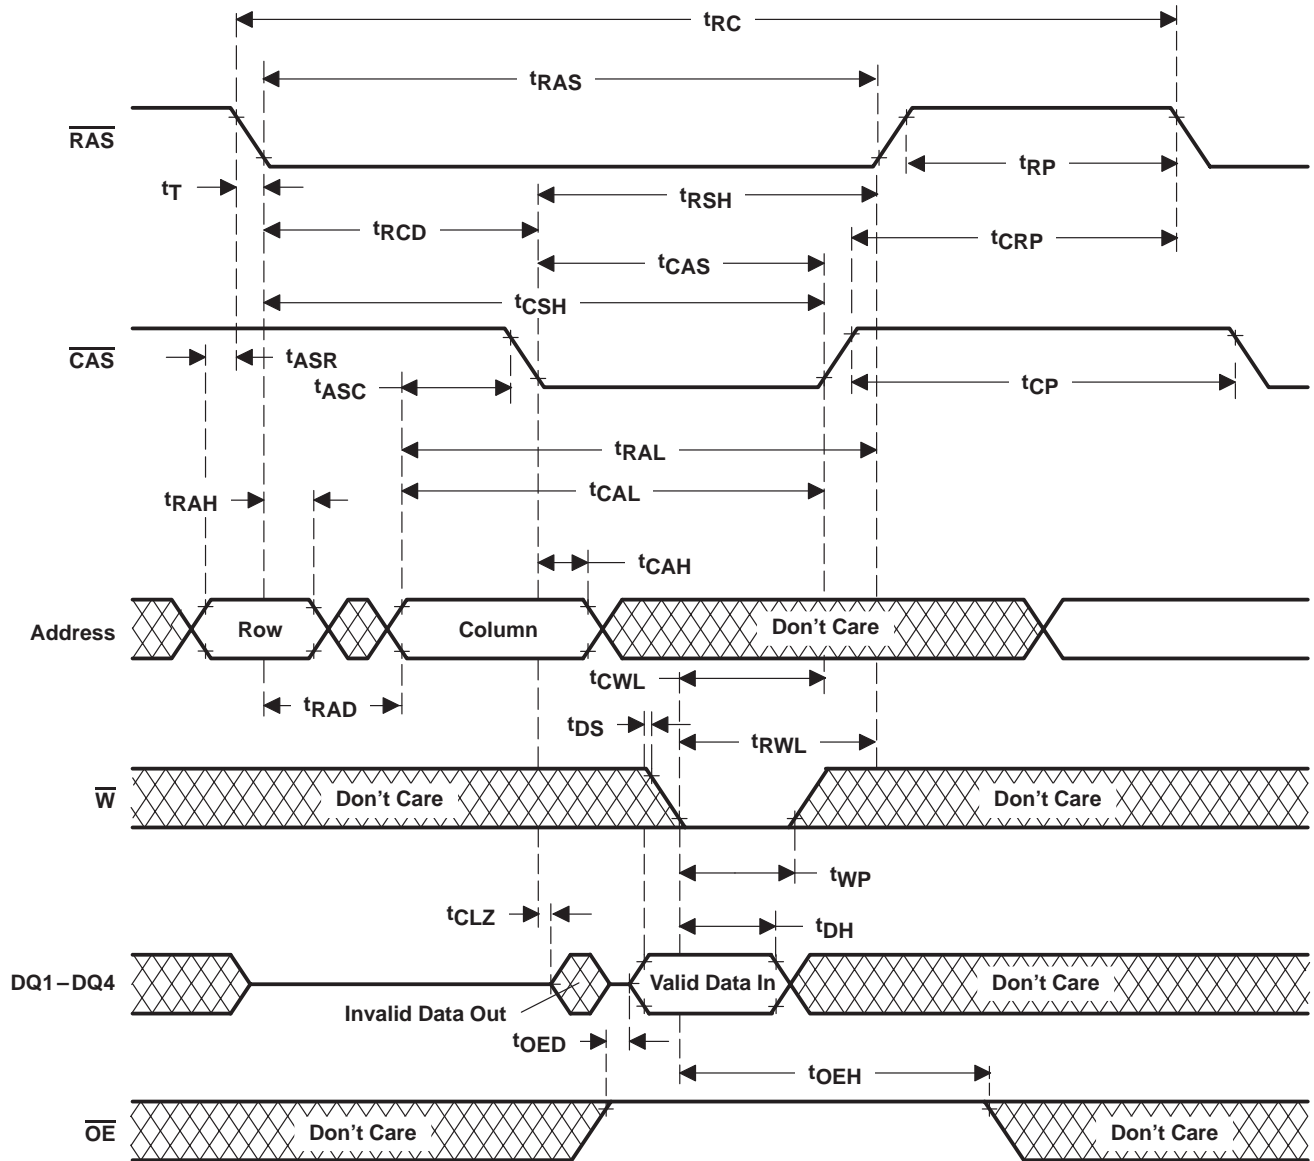 tRC
tRAS
RAS
tRP
tT
tRSH
tRCD
tCRP
tCAS
tCSH
CAS
tASR
tASC
tCP
tRAL
tCAL
tRAH
tCAH
Address
Row
Column
Don't Care
tCWL
tRAD
tDS
tRWL
W
Don't Care
Don't Care
tWP
tCLZ
tDH
DQ1–DQ4
Valid Data In
Don't Care
Invalid Data Out
tOED
tOEH
OE
Don't Care
Don't Care